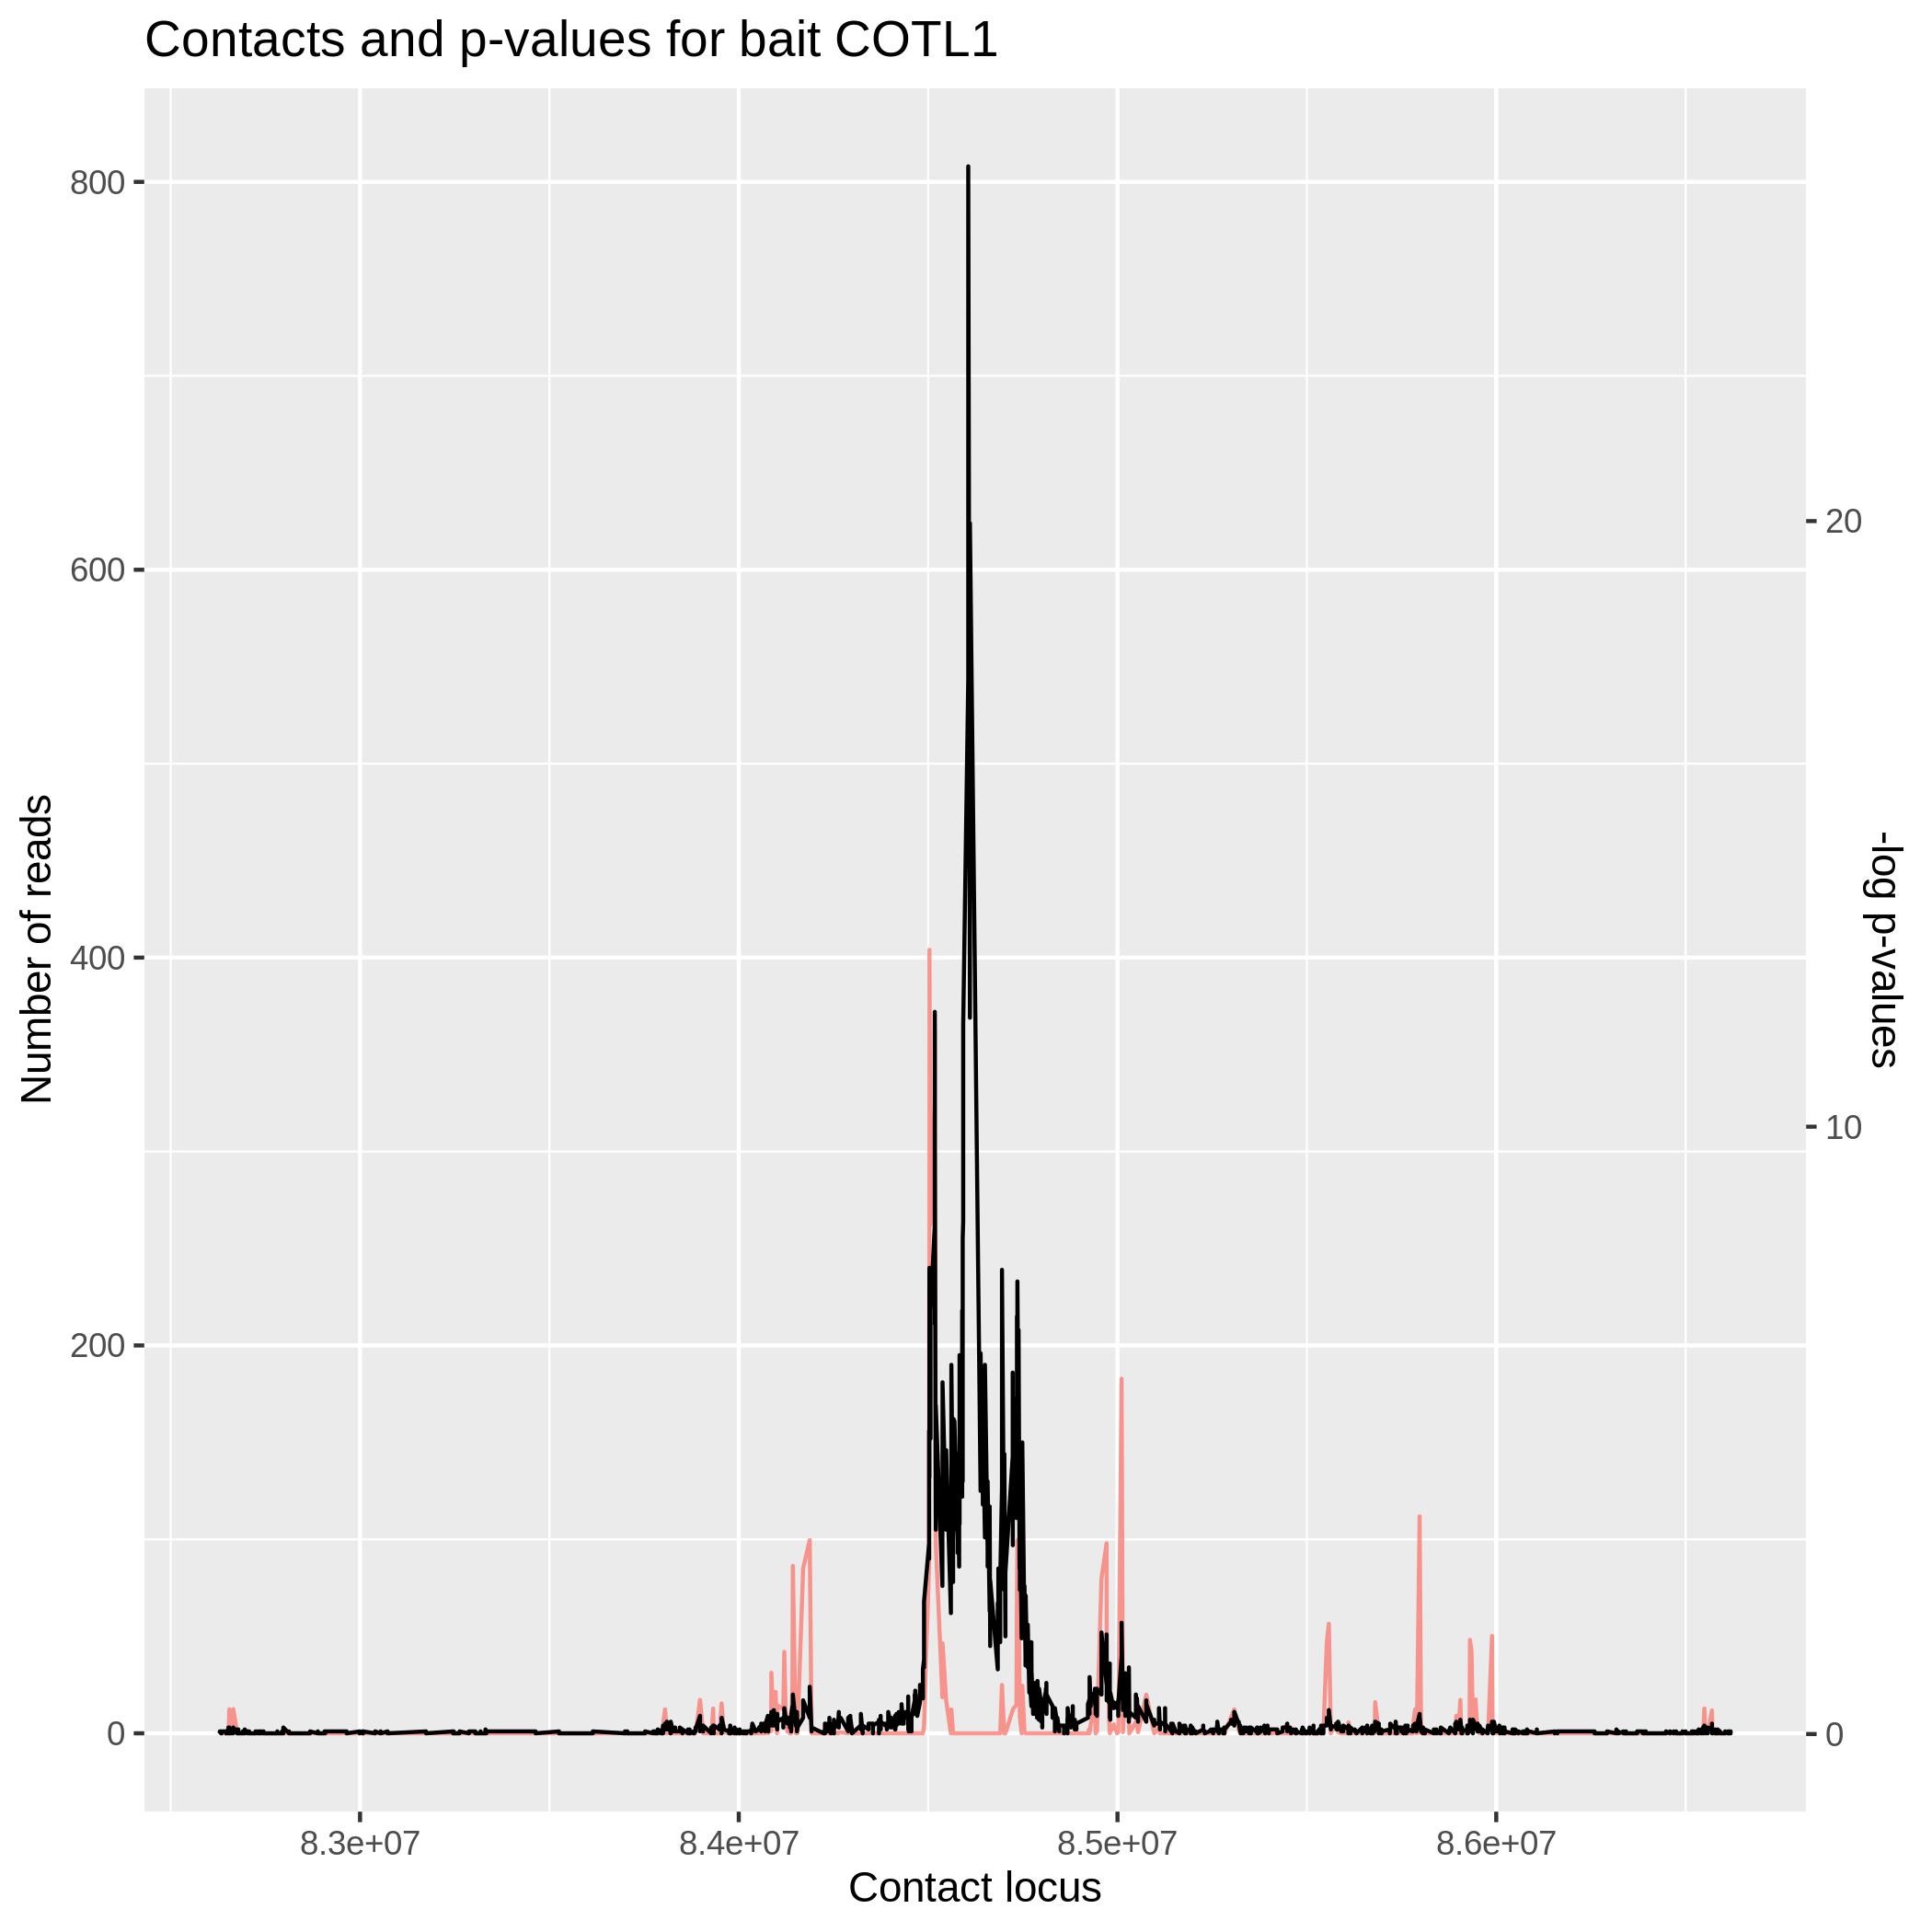 Contacts and p-values for bait COTL1
800
600
400
200
0
Number of reads
20
10
0
-log p-values
8.3e+07
8.4e+07
8.5e+07
8.6e+07
Contact locus